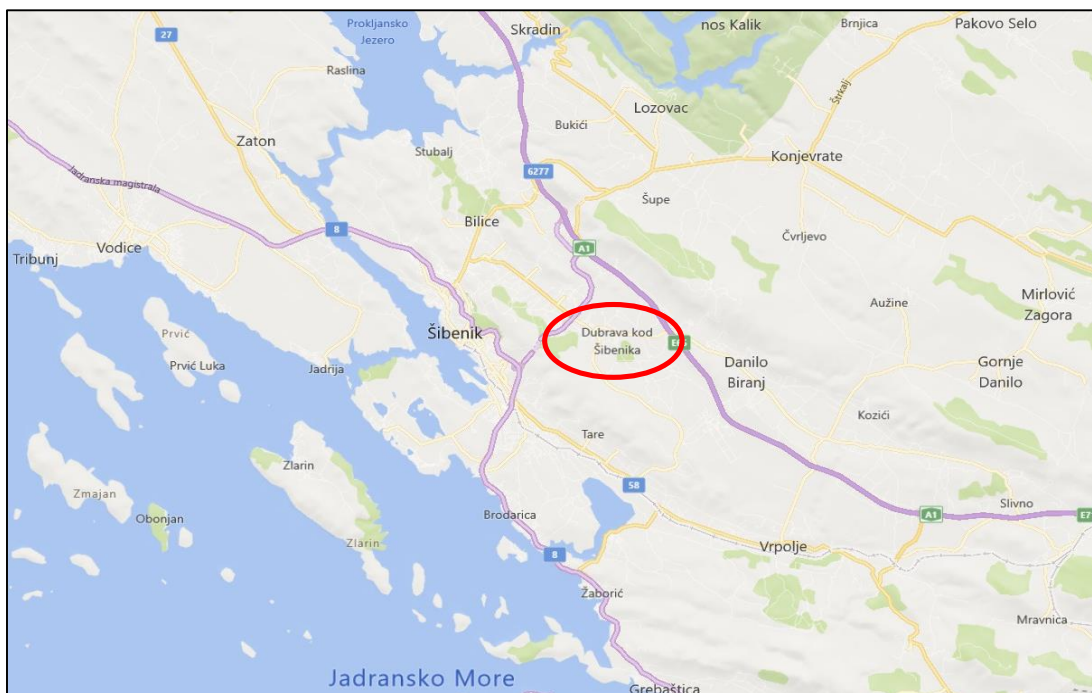 Prokljansko
Jezero
Skradin
nos Kalik
Brnjica
Pakovo Selo
27
Raslina
Štrkalj
Lozovac
Bukići
Zaton
Stubalj
Konjevrate
Jadranska magistrala
6277
Šupe
8
Bilice
Čvrljevo
Vodice
A1
Tribunj
Aužine
Mirlović
Zagora
Prvić
Šibenik
Dubrava kod
Šibenika
Prvić Luka
Jadrija
Danilo
Biranj
Gornje
Danilo
Kozići
Tare
Zlarin
58
Zmajan
Obonjan
Brodarica
Zlarin
A1
Slivno
E7
Vrpolje
8
Žaborić
Mravnica
Jadransko More
Grebaštica